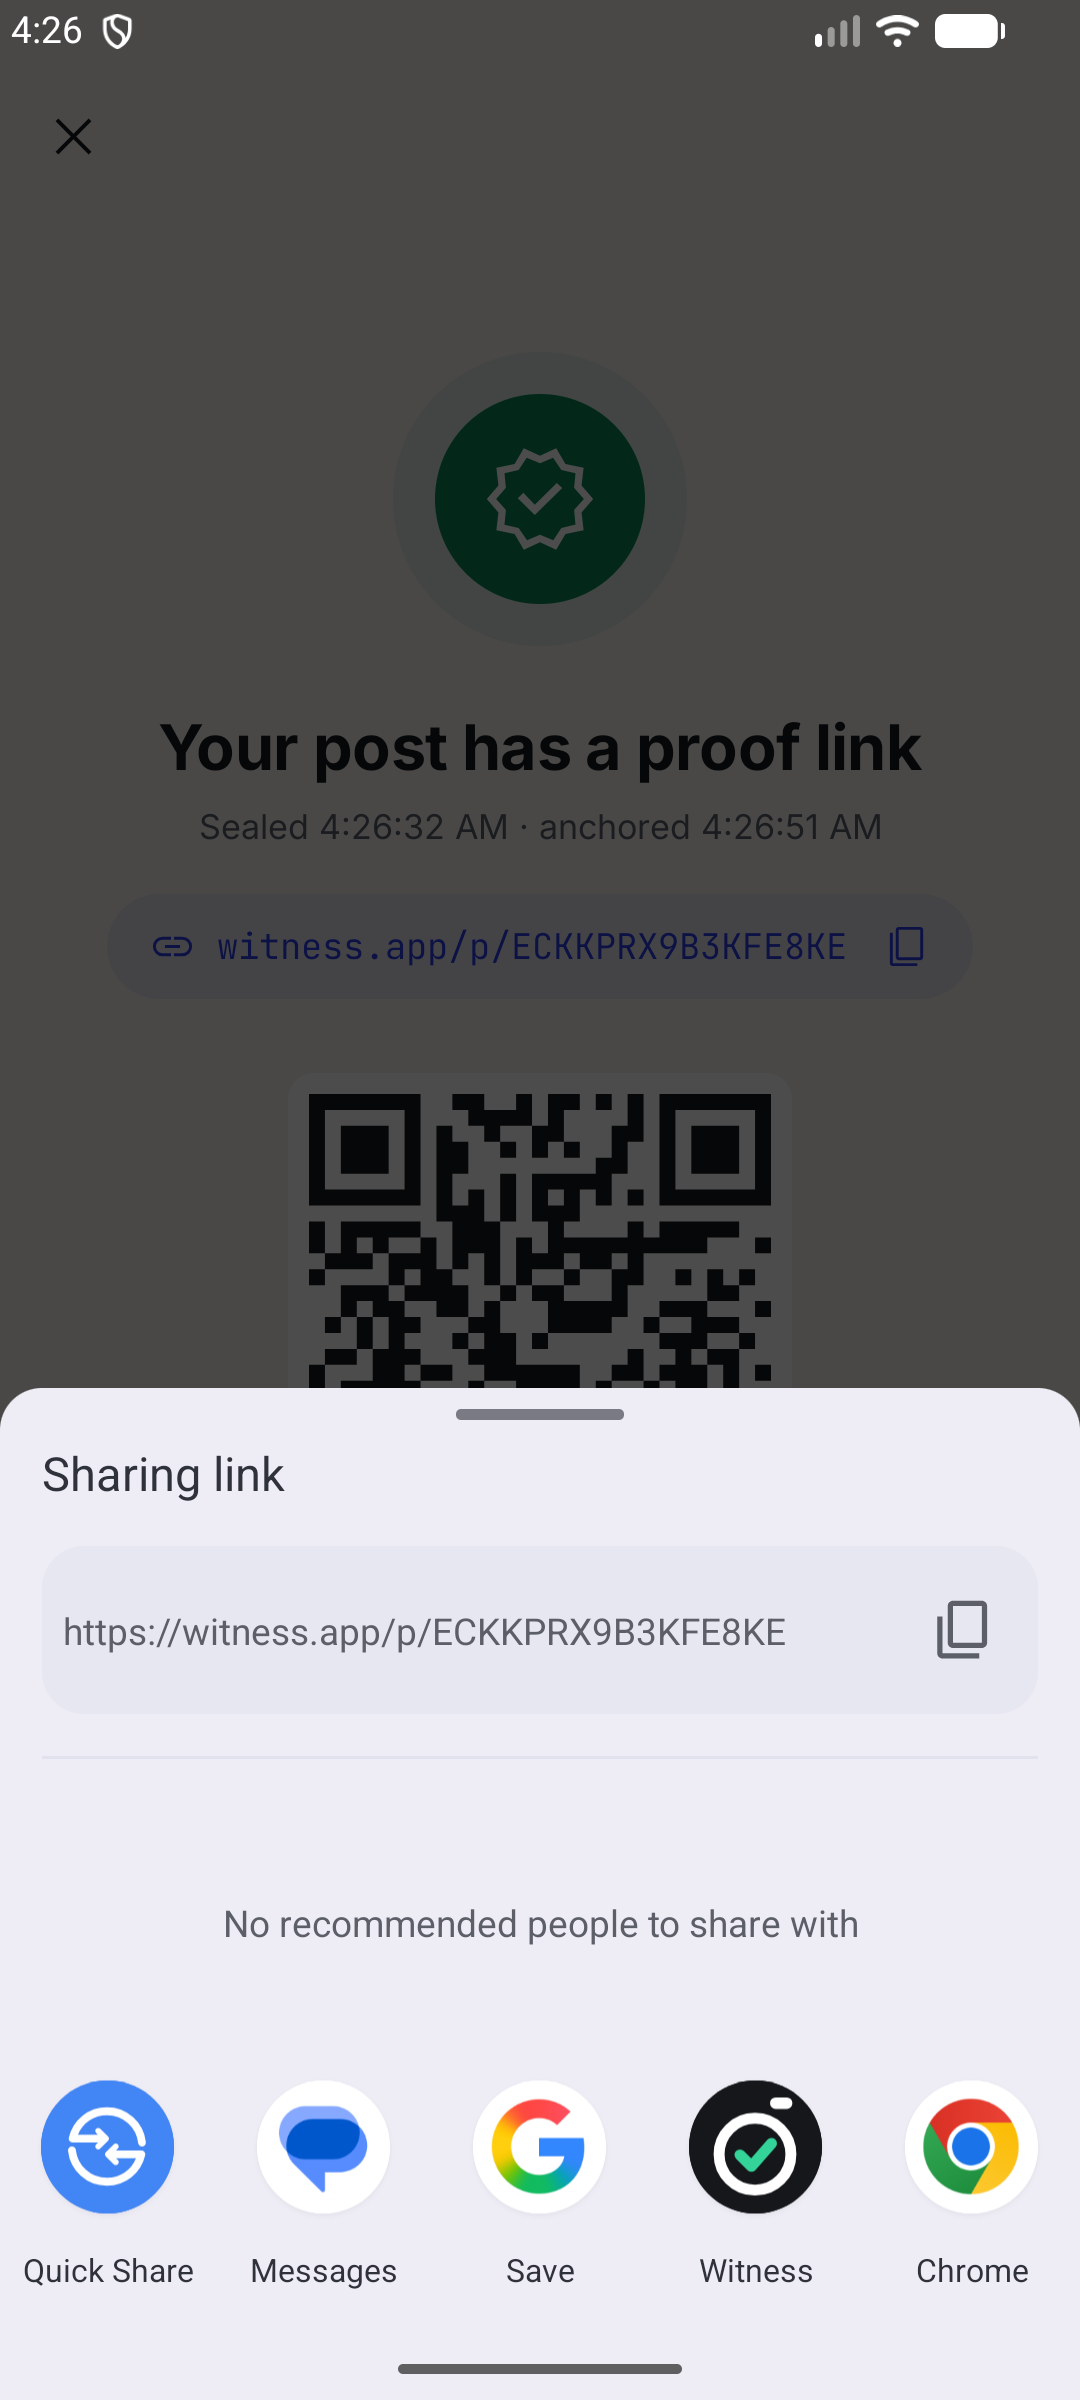 4:26
Your post has a proof link
Sealed 4:26:32 AM · anchored 4:26:51 AM
witness.app/p/ECKKPRX9B3KFE8KE
Sharing link
https://witness.app/p/ECKKPRX9B3KFE8KE
No recommended people to share with
Quick Share
Messages
Save
Witness
Chrome